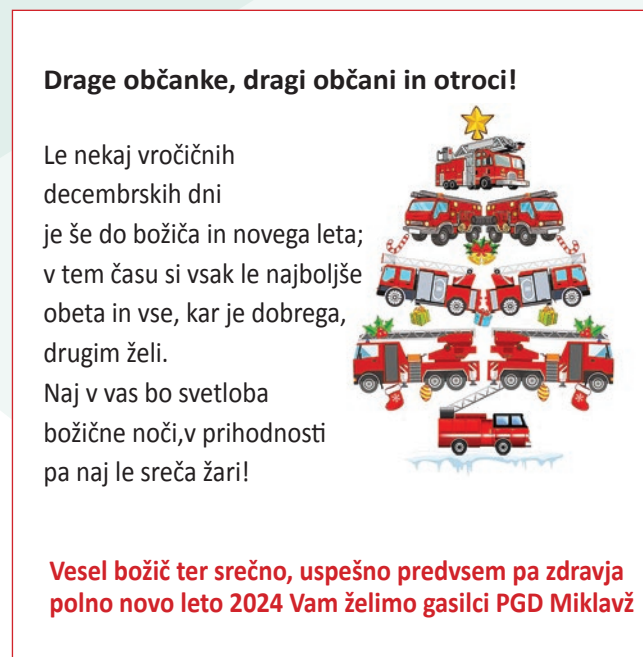 Drage občanke, dragi občani in otroci!
Le nekaj vročičnih
decembrskih dni
je še do božiča in novega leta;
v tem času si vsak le najboljše
obeta in vse, kar je dobrega,
drugim želi.
Naj v vas bo svetloba
božične noči,v prihodnosti
pa naj le sreča žari!
Vesel božič ter srečno, uspešno predvsem pa zdravja
polno novo leto 2024 Vam želimo gasilci PGD Miklavž